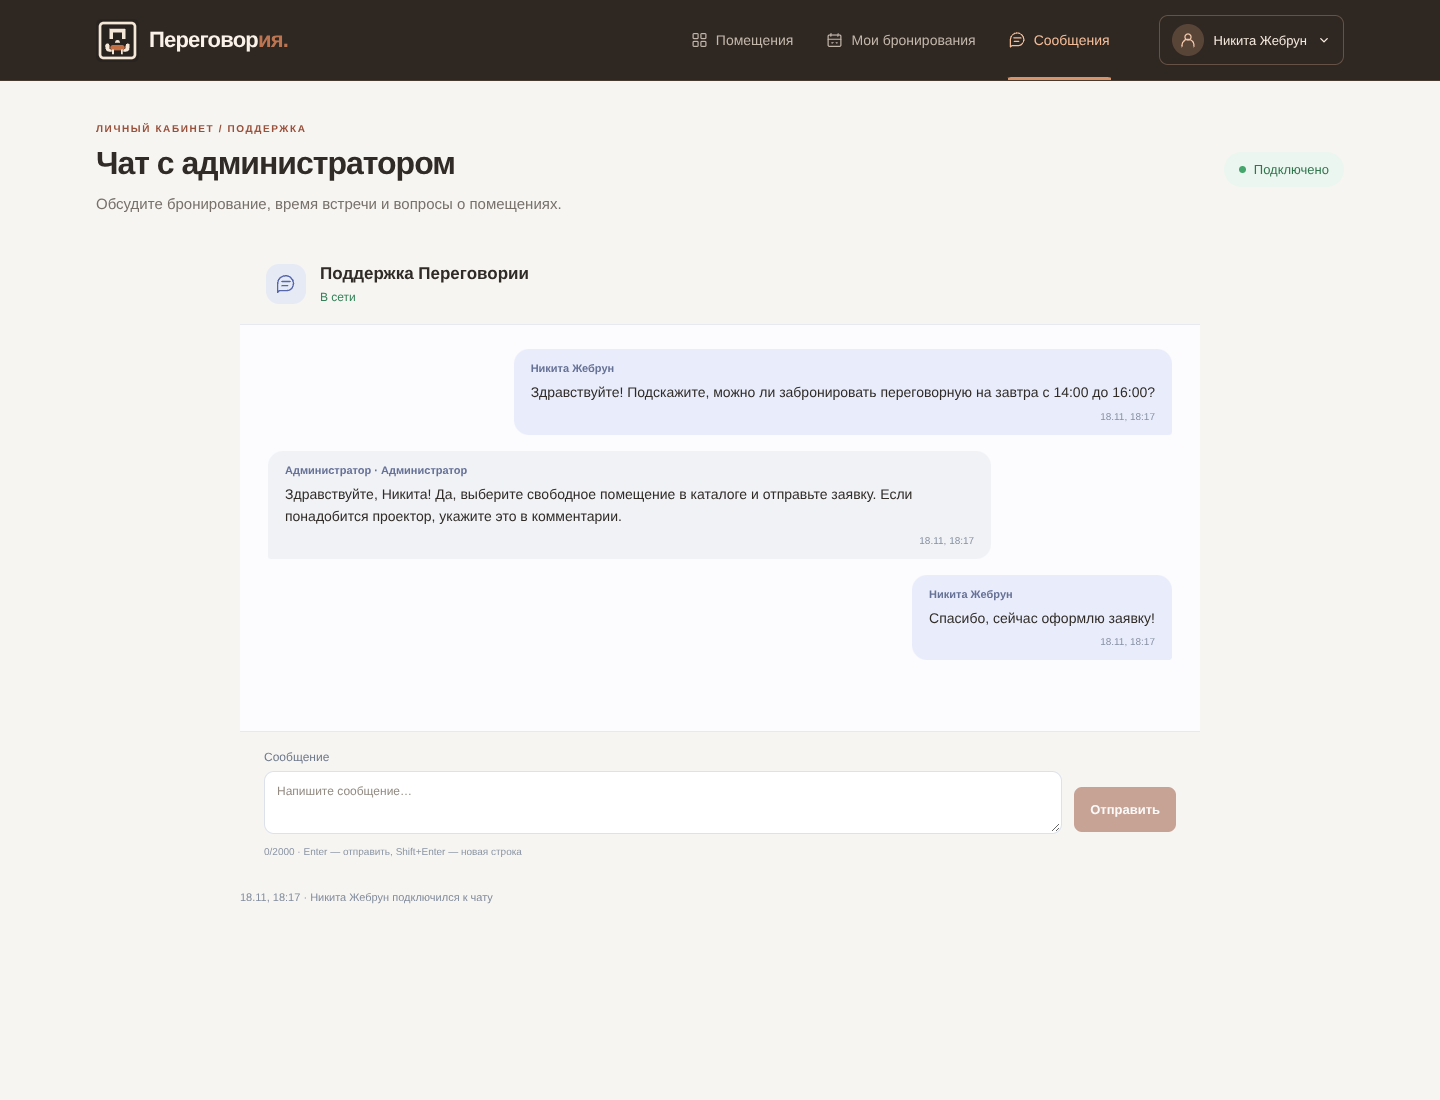 Переговория.
Помещения
Мои бронирования
Сообщения
Никита Жебрун
ЛИЧНЫЙ КАБИНЕТ / ПОДДЕРЖКА
Чат с администратором
Подключено
Обсудите бронирование, время встречи и вопросы о помещениях.
Поддержка Переговории
В сети
Никита Жебрун
Здравствуйте! Подскажите, можно ли забронировать переговорную на завтра с 14:00 до 16:00?
18.11, 18:17
Администратор · Администратор
Здравствуйте, Никита! Да, выберите свободное помещение в каталоге и отправьте заявку. Если
понадобится проектор, укажите это в комментарии.
18.11, 18:17
Никита Жебрун
Спасибо, сейчас оформлю заявку!
18.11, 18:17
Сообщение
Напишите сообщение…
Отправить
0/2000 · Enter — отправить, Shift+Enter — новая строка
18.11, 18:17 · Никита Жебрун подключился к чату